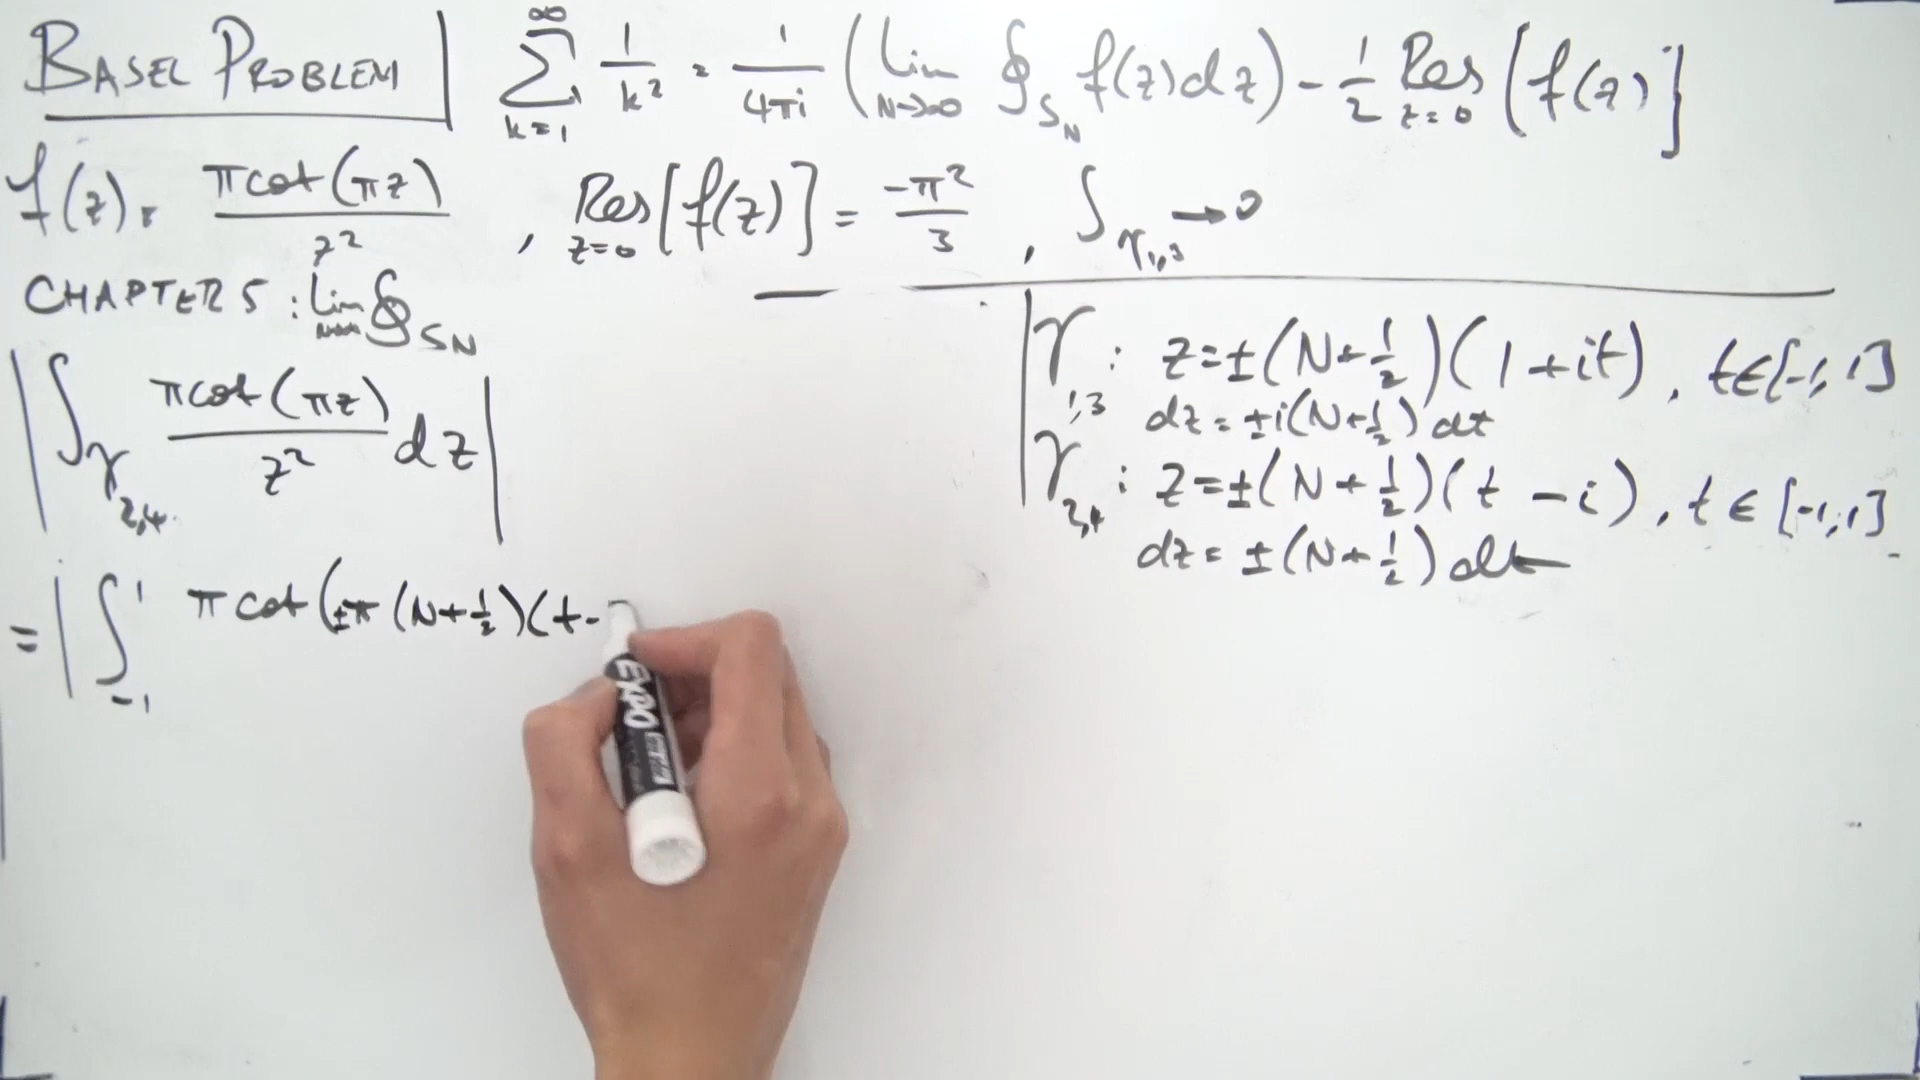 BASEL PROBLEM | ∑_{k=1}^{∞} 1/k² = 1/(4πi) (lim_{N→∞} ∮_{S_N} f(z)dz) - 1/2 Res_{z=0} [f(z)]
f(z) = πcot(πz)/z² , Res_{z=0} [f(z)] = -π²/3 , ∫_{γ_{1,3}} → 0
CHAPTER 5 : lim_{N→∞} ∮_{S_N}
|∫_{γ_{2,4}} πcot(πz)/z² dz|
= |∫_{-1}^{1} πcot(±π(N+1/2)(t-
γ_{1,3} : z=±(N+1/2)(1+it), t∈[-1,1]
dz=±i(N+1/2)dt
γ_{2,4} : z=±(N+1/2)(t-i), t∈[-1,1]
dz=±(N+1/2)dt
EXPO